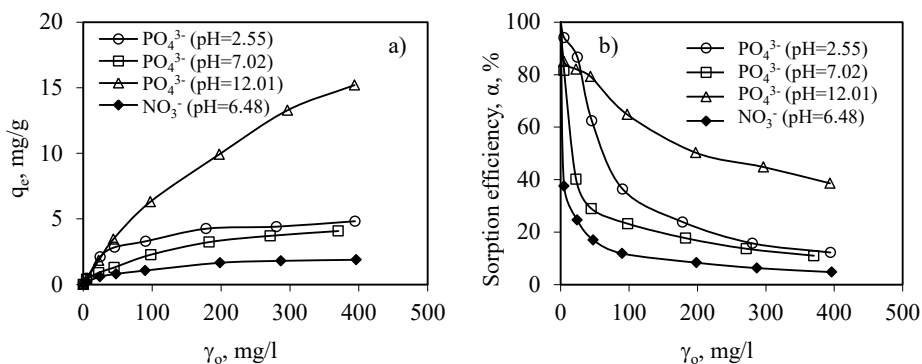 a)
PO₄³⁻ (pH=2.55)
PO₄³⁻ (pH=7.02)
PO₄³⁻ (pH=12.01)
NO₃⁻ (pH=6.48)
20
15
10
5
0
qₑ, mg/g
0 100 200 300 400 500
γₒ, mg/l
b)
PO₄³⁻ (pH=2.55)
PO₄³⁻ (pH=7.02)
PO₄³⁻ (pH=12.01)
NO₃⁻ (pH=6.48)
100
80
60
40
20
0
Sorption efficiency, α, %
0 100 200 300 400 500
γₒ, mg/l